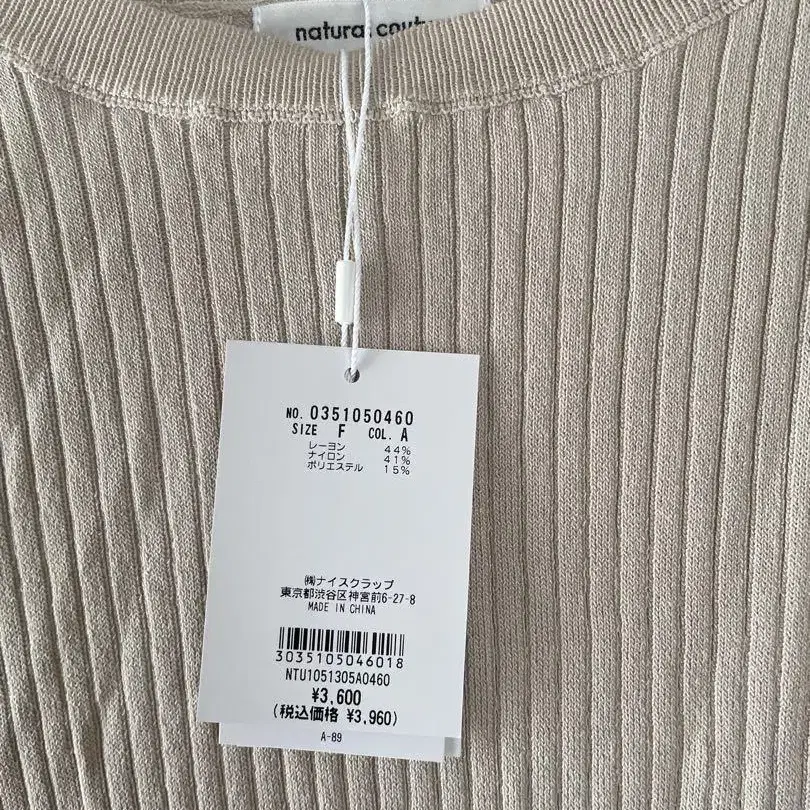 natural
NO. 0351050460
SIZE F COL. A
レーヨン 44%
ナイロン 41%
ポリエステル 15%
㈱ナイスクラップ
東京都渋谷区神宮前6-27-8
MADE IN CHINA
3035105046018
NTU1051305A0460
¥3,600
(税込価格 ¥3,960)
A-89